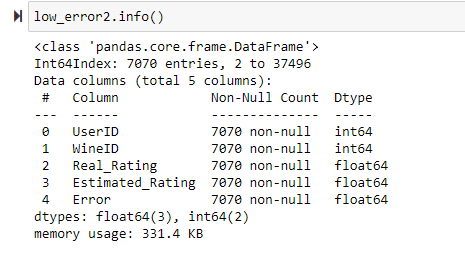 low_error2.info()
<class 'pandas.core.frame.DataFrame'>
Int64Index: 7070 entries, 2 to 37496
Data columns (total 5 columns):
 #   Column            Non-Null Count  Dtype
---  ------            --------------  -----
 0   UserID            7070 non-null   int64
 1   WineID            7070 non-null   int64
 2   Real_Rating       7070 non-null   float64
 3   Estimated_Rating  7070 non-null   float64
 4   Error             7070 non-null   float64
dtypes: float64(3), int64(2)
memory usage: 331.4 KB